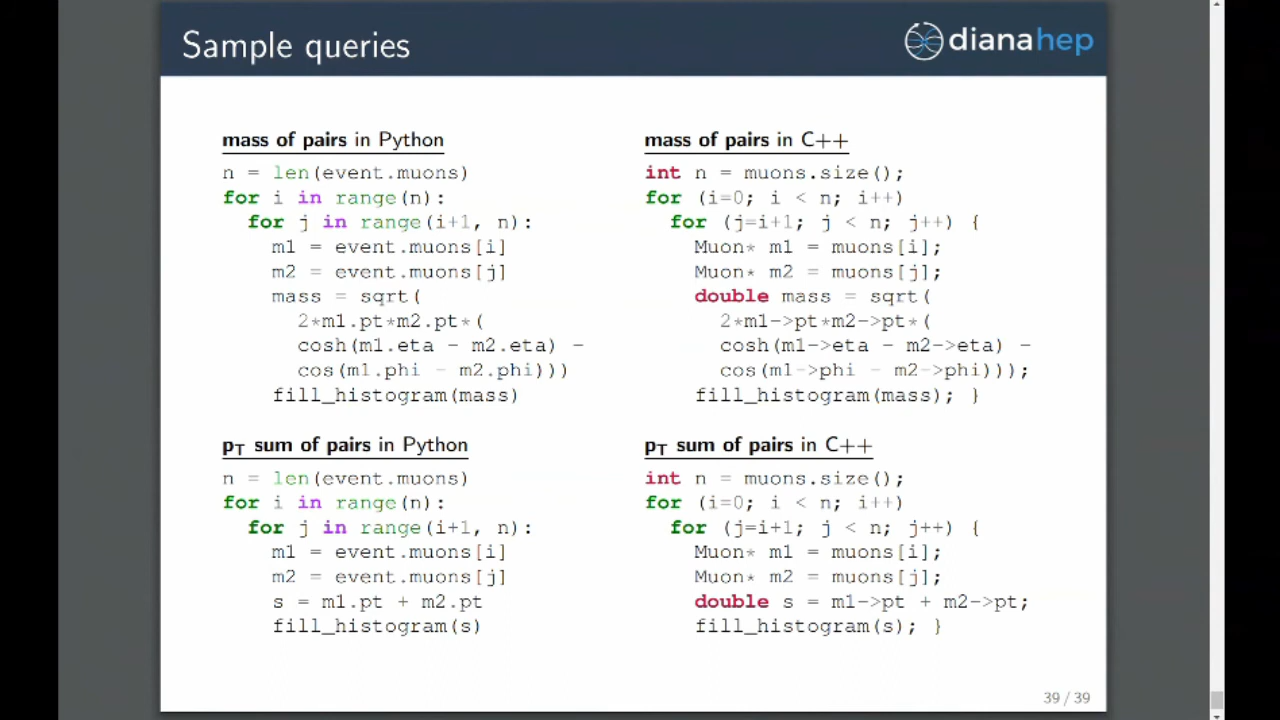 Sample queries
dianahep
mass of pairs in Python
n = len(event.muons)
for i in range(n):
  for j in range(i+1, n):
    m1 = event.muons[i]
    m2 = event.muons[j]
    mass = sqrt(
      2*m1.pt*m2.pt*(
      cosh(m1.eta - m2.eta) -
      cos(m1.phi - m2.phi)))
    fill_histogram(mass)
mass of pairs in C++
int n = muons.size();
for (i=0; i < n; i++)
  for (j=i+1; j < n; j++) {
    Muon* m1 = muons[i];
    Muon* m2 = muons[j];
    double mass = sqrt(
      2*m1->pt*m2->pt*(
      cosh(m1->eta - m2->eta) -
      cos(m1->phi - m2->phi)));
    fill_histogram(mass); }
pT sum of pairs in Python
n = len(event.muons)
for i in range(n):
  for j in range(i+1, n):
    m1 = event.muons[i]
    m2 = event.muons[j]
    s = m1.pt + m2.pt
    fill_histogram(s)
pT sum of pairs in C++
int n = muons.size();
for (i=0; i < n; i++)
  for (j=i+1; j < n; j++) {
    Muon* m1 = muons[i];
    Muon* m2 = muons[j];
    double s = m1->pt + m2->pt;
    fill_histogram(s); }
39 / 39